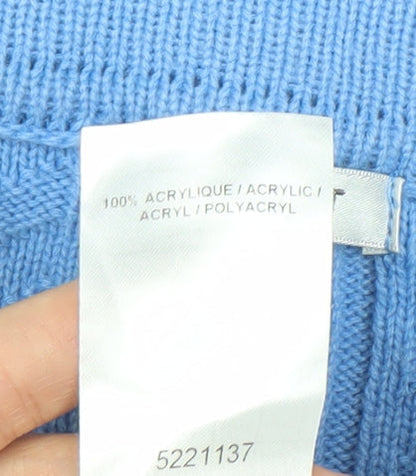 100% ACRYLIQUE / ACRYLIC /
ACRYL / POLYACRYL
T
5221137